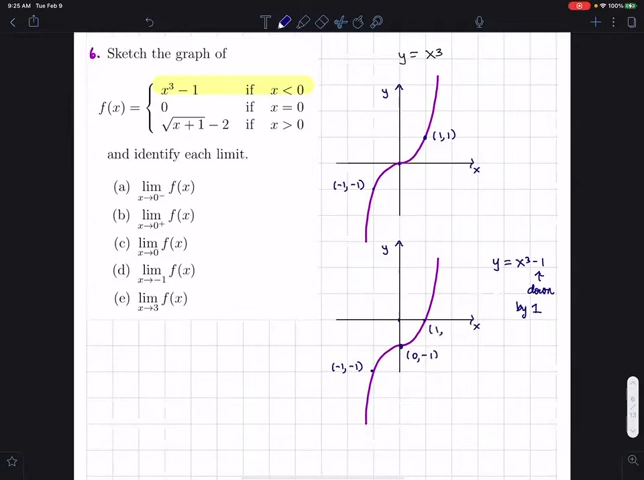 9:25 AM Tue Feb 9
100%
6. Sketch the graph of
f(x) = { x³ − 1 if x < 0
0 if x = 0
√(x + 1) − 2 if x > 0
and identify each limit.
(a) lim x→0⁻ f(x)
(b) lim x→0⁺ f(x)
(c) lim x→0 f(x)
(d) lim x→−1 f(x)
(e) lim x→3 f(x)
y = x3
y
(1,1)
x
(-1,-1)
y
y = x3-1
↑
down
by 1
x
(1,
(0,-1)
(-1,-1)